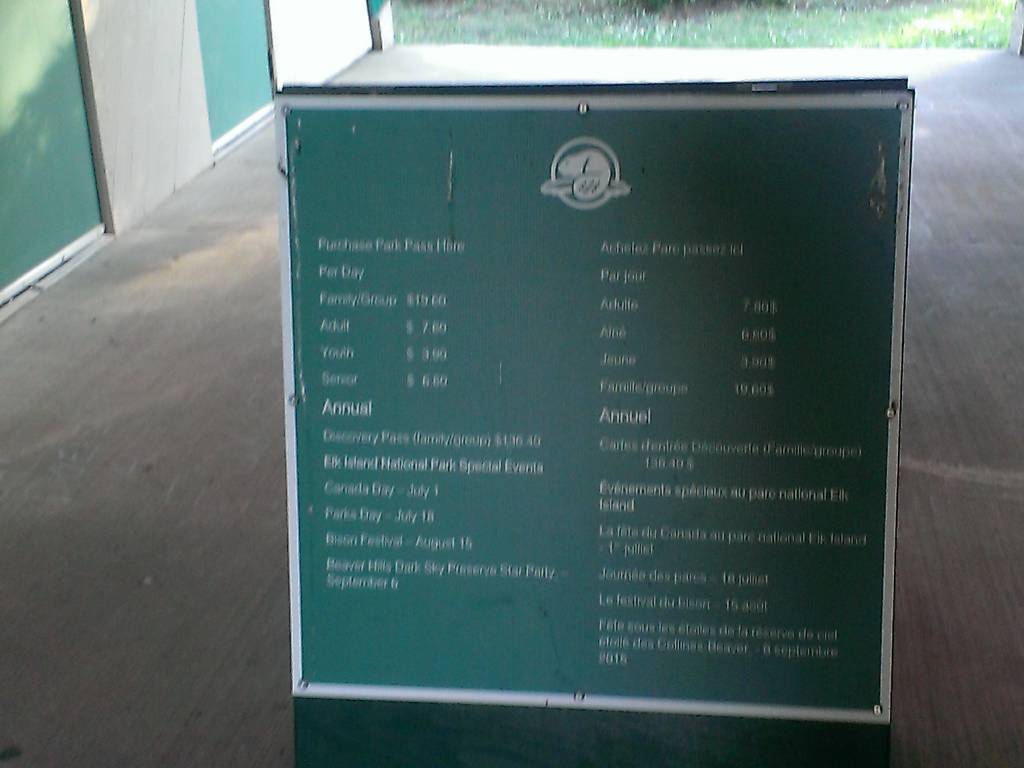 Purchase Park Pass Here
Per Day
Family/Group $19.60
Adult $ 7.80
Youth $ 3.90
Senior $ 6.80
Annual
Discovery Pass (family/group) $136.40
Elk Island National Park Special Events
Canada Day - July 1
Parks Day - July 18
Bison Festival - August 15
Beaver Hills Dark Sky Preserve Star Party -
September 6
Achetez Parc passez ici
Par jour
Adulte 7.80$
Aîné 6.80$
Jeune 3.90$
Famille/groupe 19.60$
Annuel
Cartes d'entrée Découverte (Famille/groupe)
136.40 $
Événements spéciaux au parc national Elk
Island
La fête du Canada au parc national Elk Island
- 1er juillet
Journée des parcs - 18 juillet
Le festival du bison - 15 août
Fête sous les étoiles de la réserve de ciel
étoilé des Collines Beaver - 6 septembre
2015